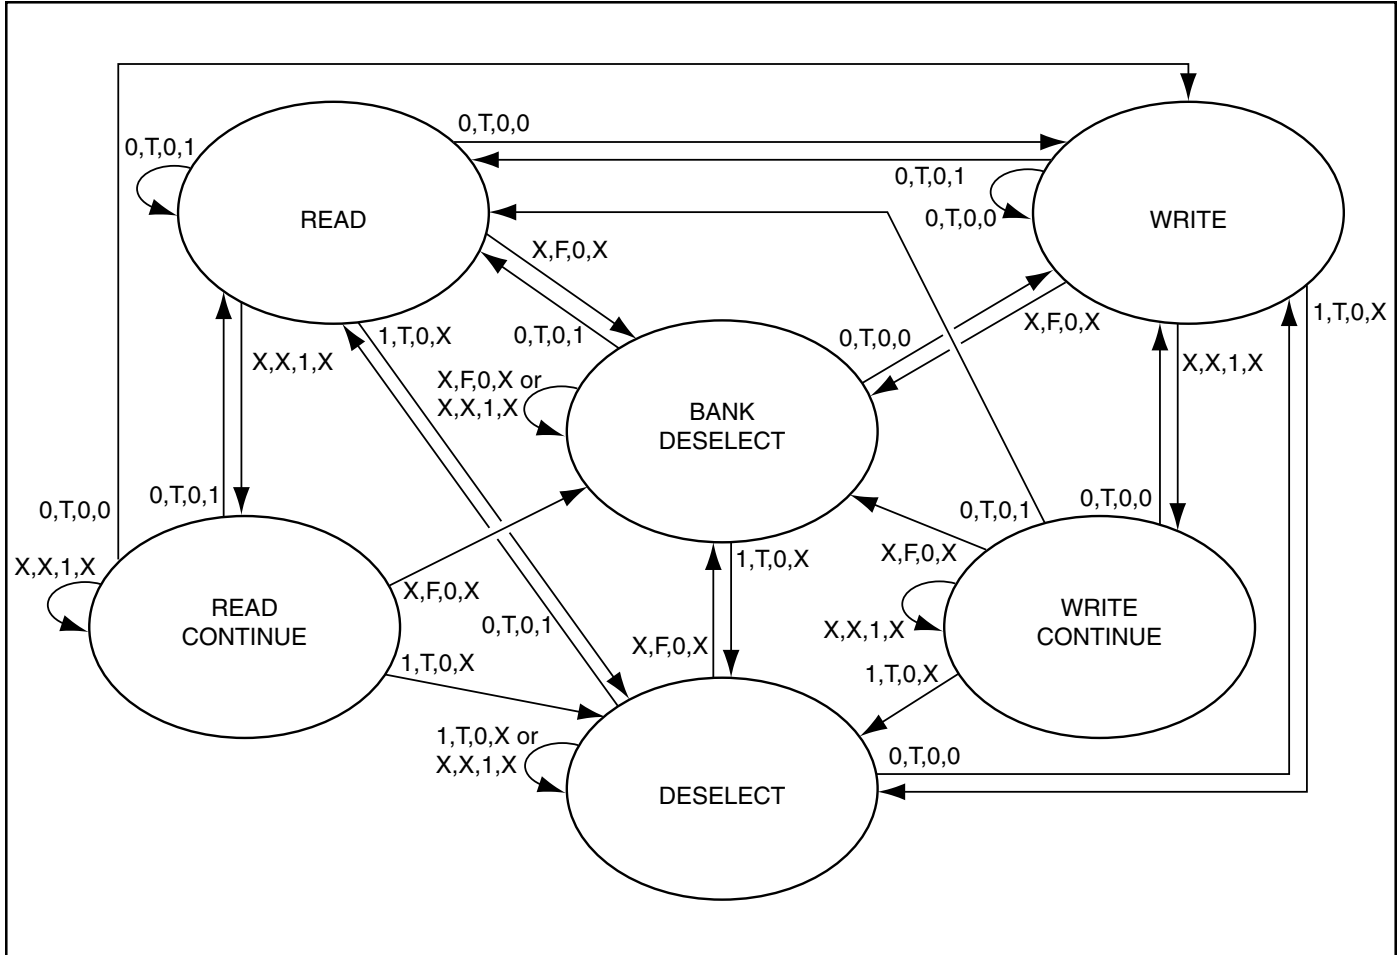 0,T,0,0
0,T,0,1
0,T,0,1
READ
0,T,0,0
WRITE
X,F,0,X
1,T,0,X
X,F,0,X
0,T,0,1
0,T,0,0
1,T,0,X
X,X,1,X
X,X,1,X
X,F,0,X or
X,X,1,X
BANK
DESELECT
0,T,0,0
0,T,0,1
0,T,0,1
0,T,0,0
X,F,0,X
1,T,0,X
X,X,1,X
X,F,0,X
READ
CONTINUE
0,T,0,1
X,F,0,X
X,X,1,X
WRITE
CONTINUE
1,T,0,X
1,T,0,X
1,T,0,X or
X,X,1,X
0,T,0,0
DESELECT